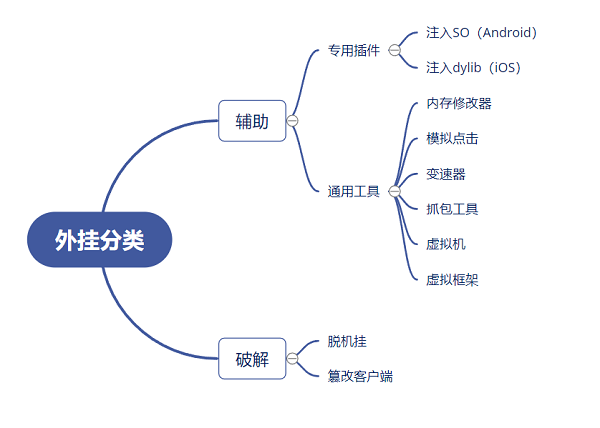 外挂分类
辅助
专用插件
注入SO（Android）
注入dylib（iOS）
通用工具
内存修改器
模拟点击
变速器
抓包工具
虚拟机
虚拟框架
破解
脱机挂
篡改客户端